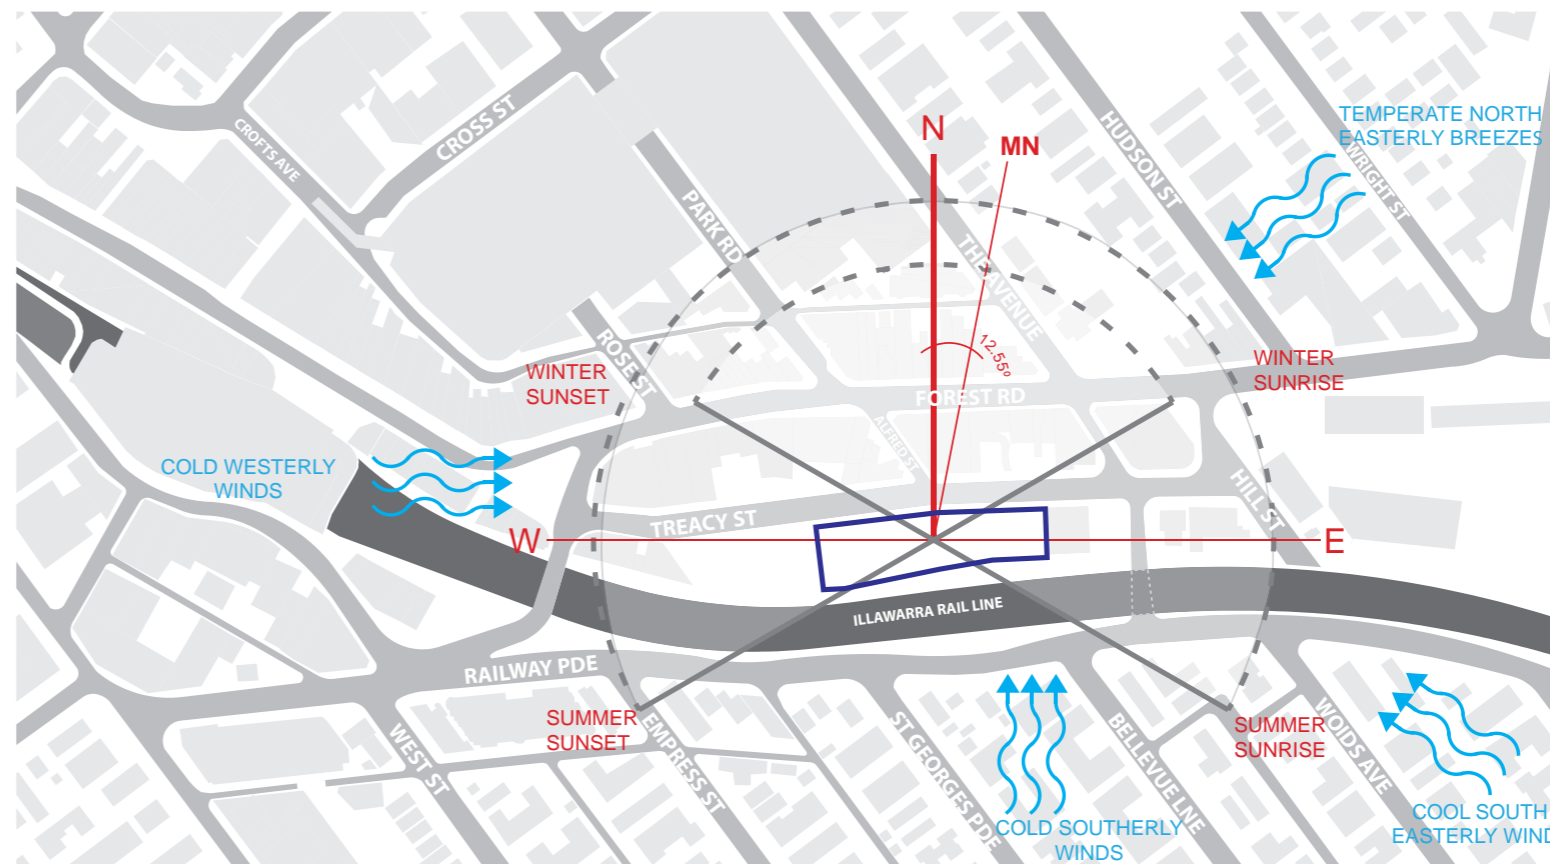 TEMPERATE NORTH
EASTERLY BREEZES
N
MN
HUDSON ST
WRIGHT ST
CROSS ST
CROFTS AVE
PARK RD
THE AVENUE
12.55º
ROSE ST
WINTER
SUNSET
WINTER
SUNRISE
FOREST RD
ALFRED ST
COLD WESTERLY
WINDS
HILL ST
TREACY ST
W
E
ILLAWARRA RAIL LINE
RAILWAY PDE
SUMMER
SUNSET
EMPRESS ST
WEST ST
ST GEORGES PDE
BELLEVUE LNE
SUMMER
SUNRISE
WOIDS AVE
COLD SOUTHERLY
WINDS
COOL SOUTH
EASTERLY WIND